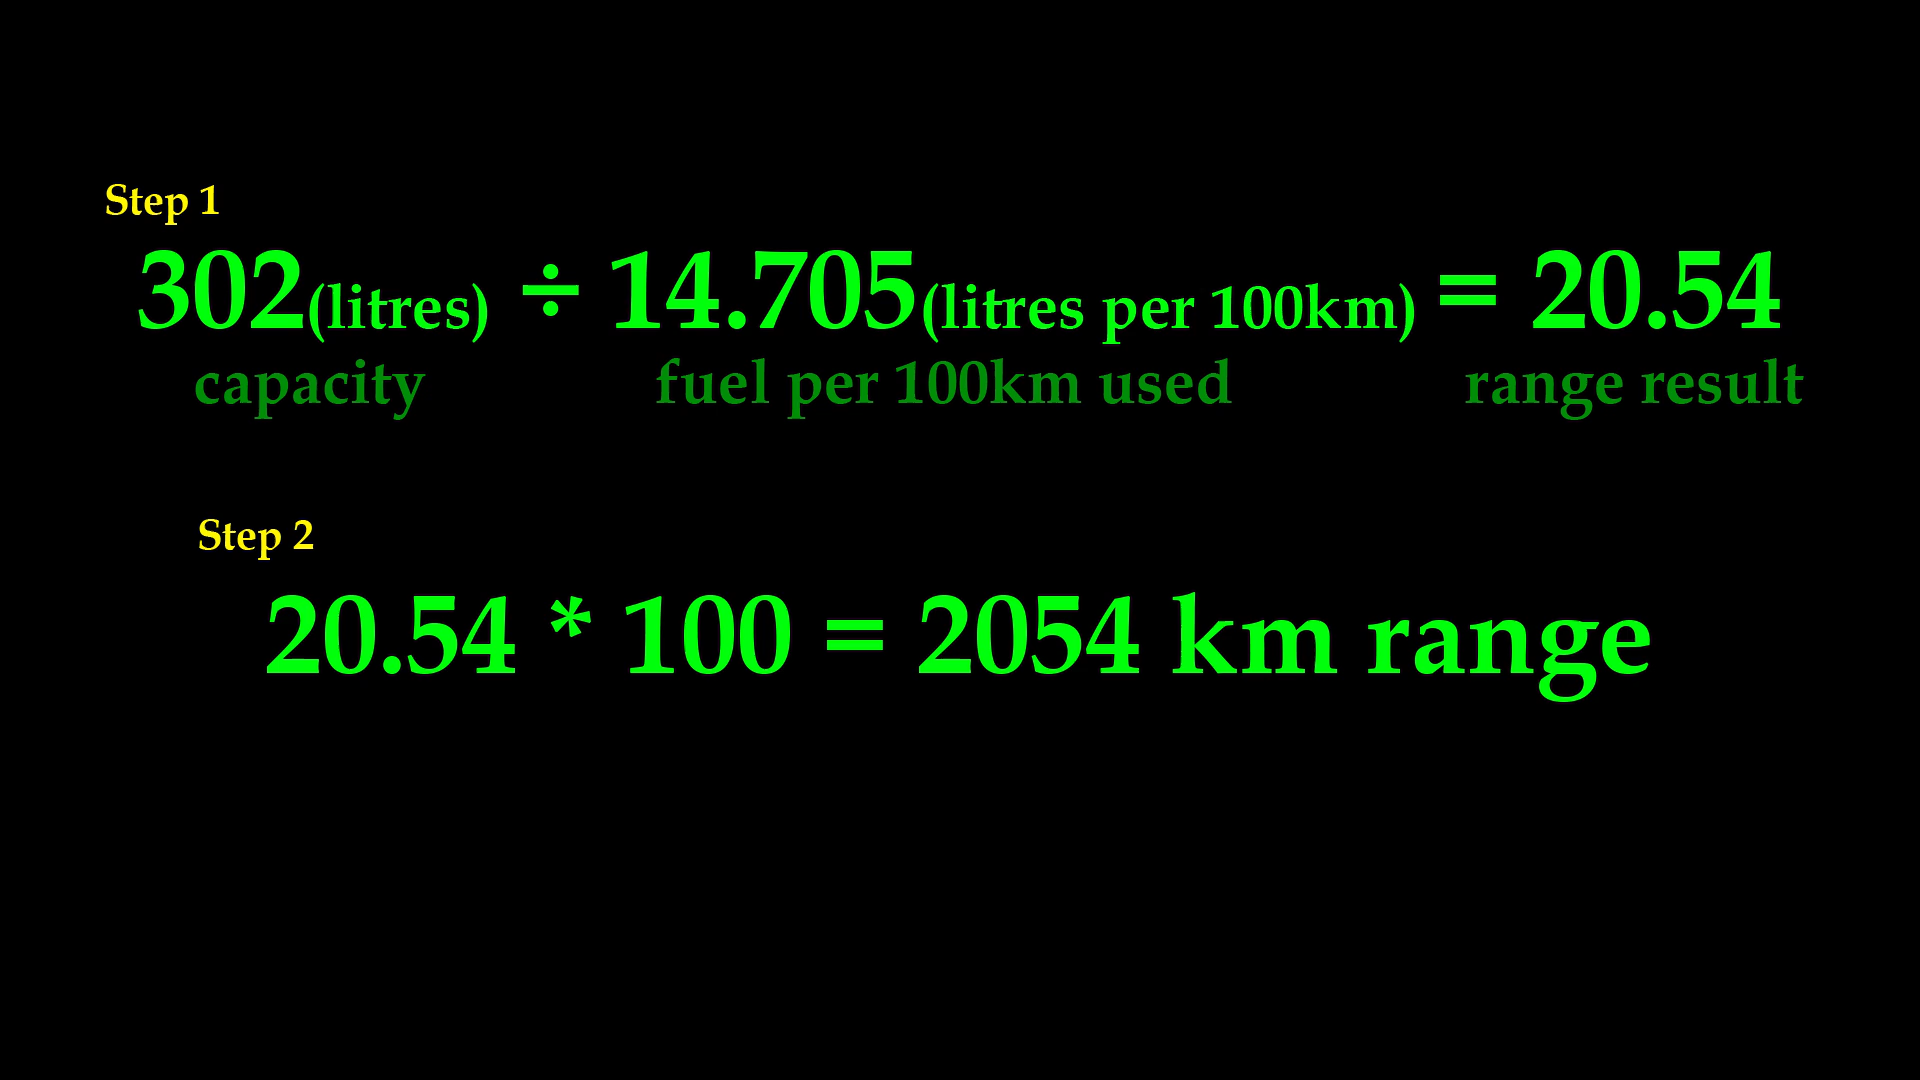 Step 1
302(litres) ÷ 14.705(litres per 100km) = 20.54
capacity fuel per 100km used range result
Step 2
20.54 * 100 = 2054 km range